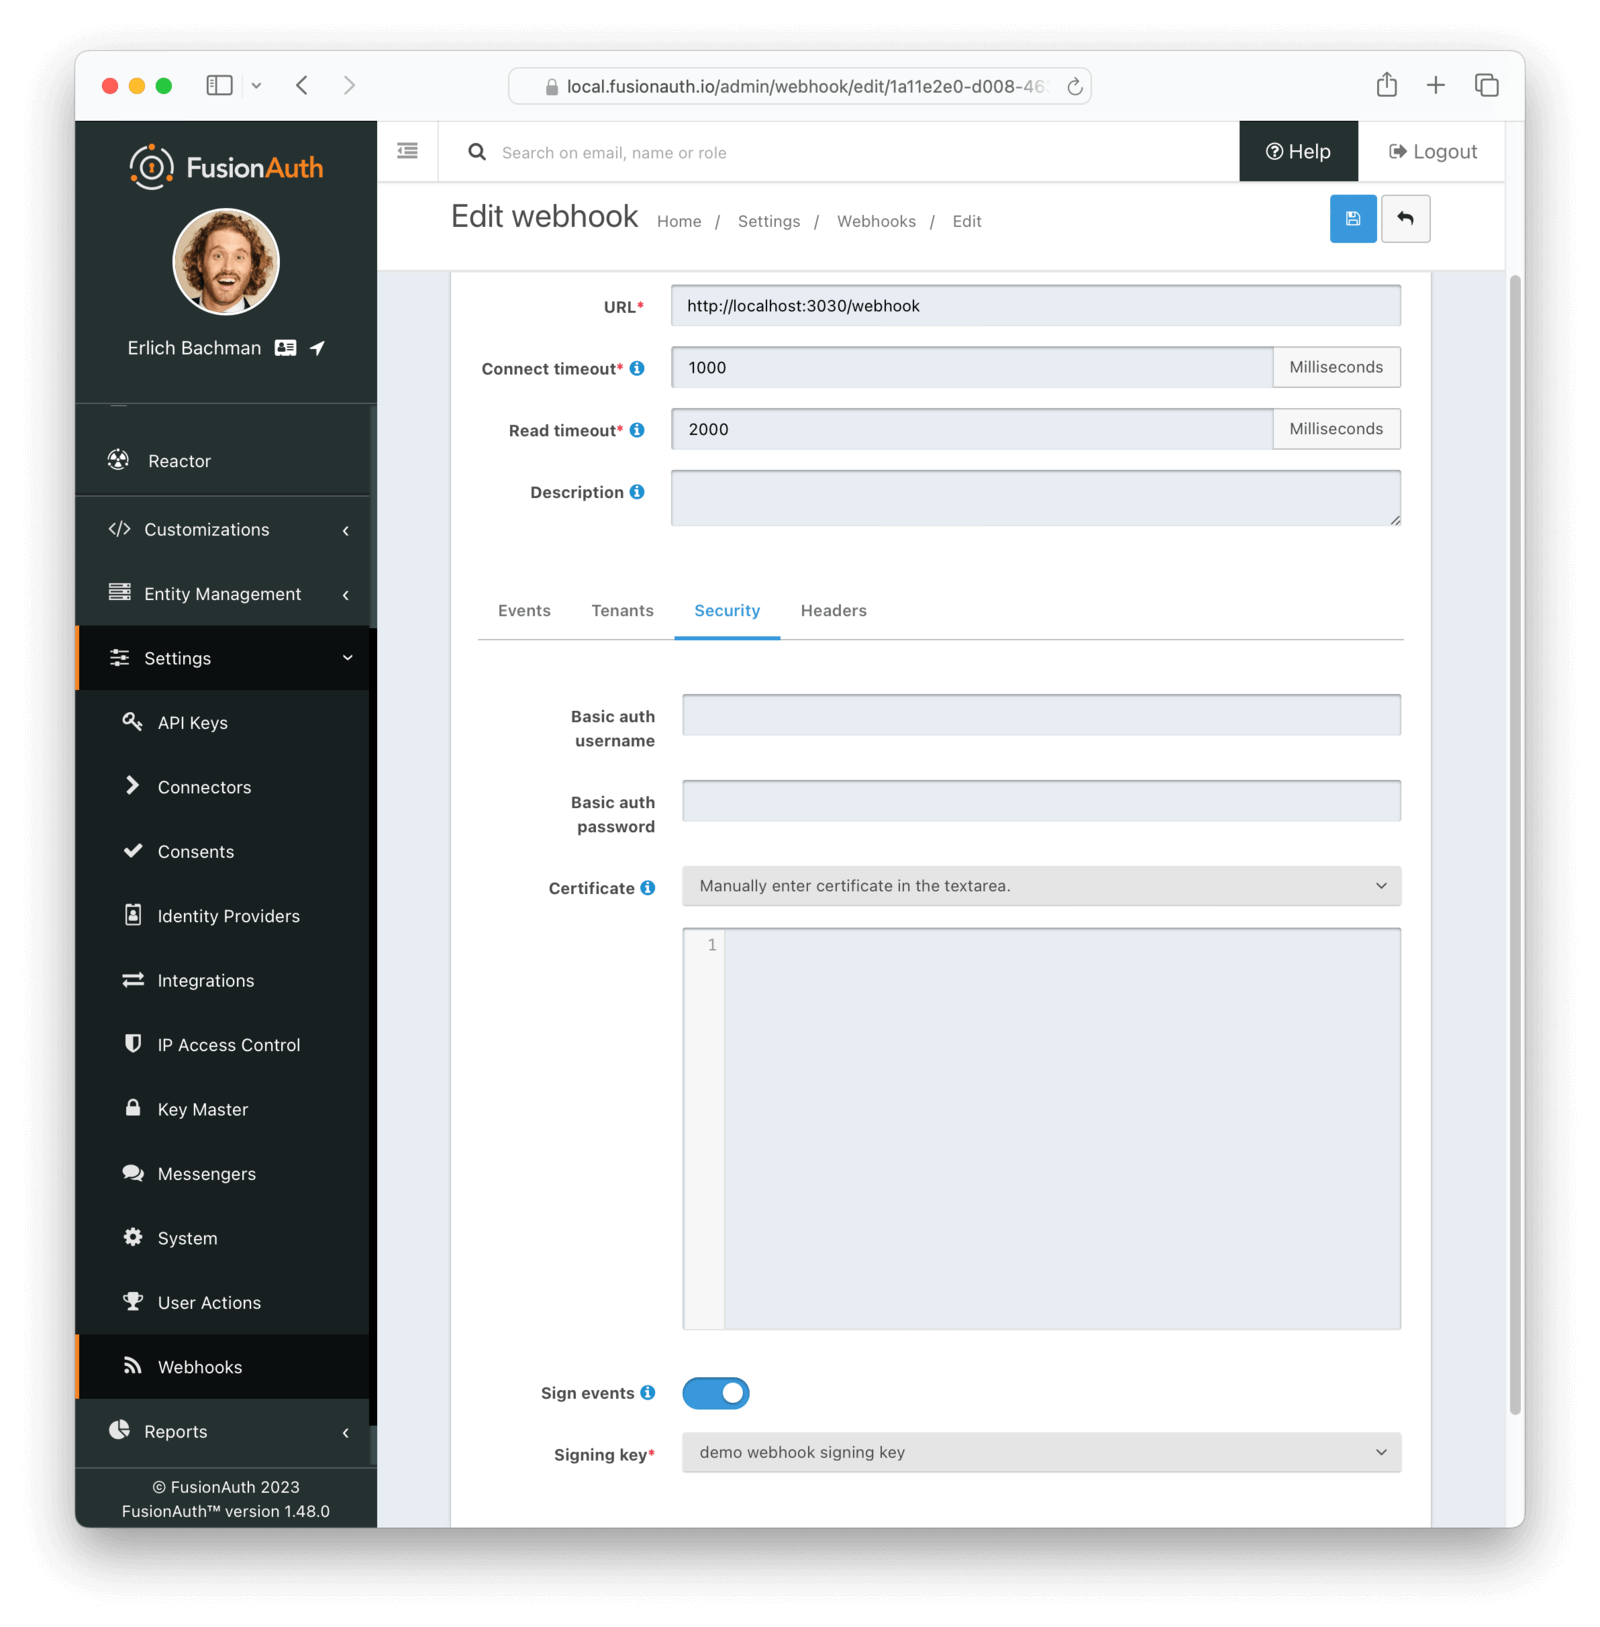 local.fusionauth.io/admin/webhook/edit/1a11e2e0-d008-46
FusionAuth
Erlich Bachman
Reactor
Customizations
Entity Management
Settings
API Keys
Connectors
Consents
Identity Providers
Integrations
IP Access Control
Key Master
Messengers
System
User Actions
Webhooks
Reports
© FusionAuth 2023
FusionAuth™ version 1.48.0
Search on email, name or role
Help
Logout
Edit webhook
Home / Settings / Webhooks / Edit
URL* http://localhost:3030/webhook
Connect timeout* 1000 Milliseconds
Read timeout* 2000 Milliseconds
Description
Events Tenants Security Headers
Basic auth
username
Basic auth
password
Certificate Manually enter certificate in the textarea.
1
Sign events
Signing key* demo webhook signing key